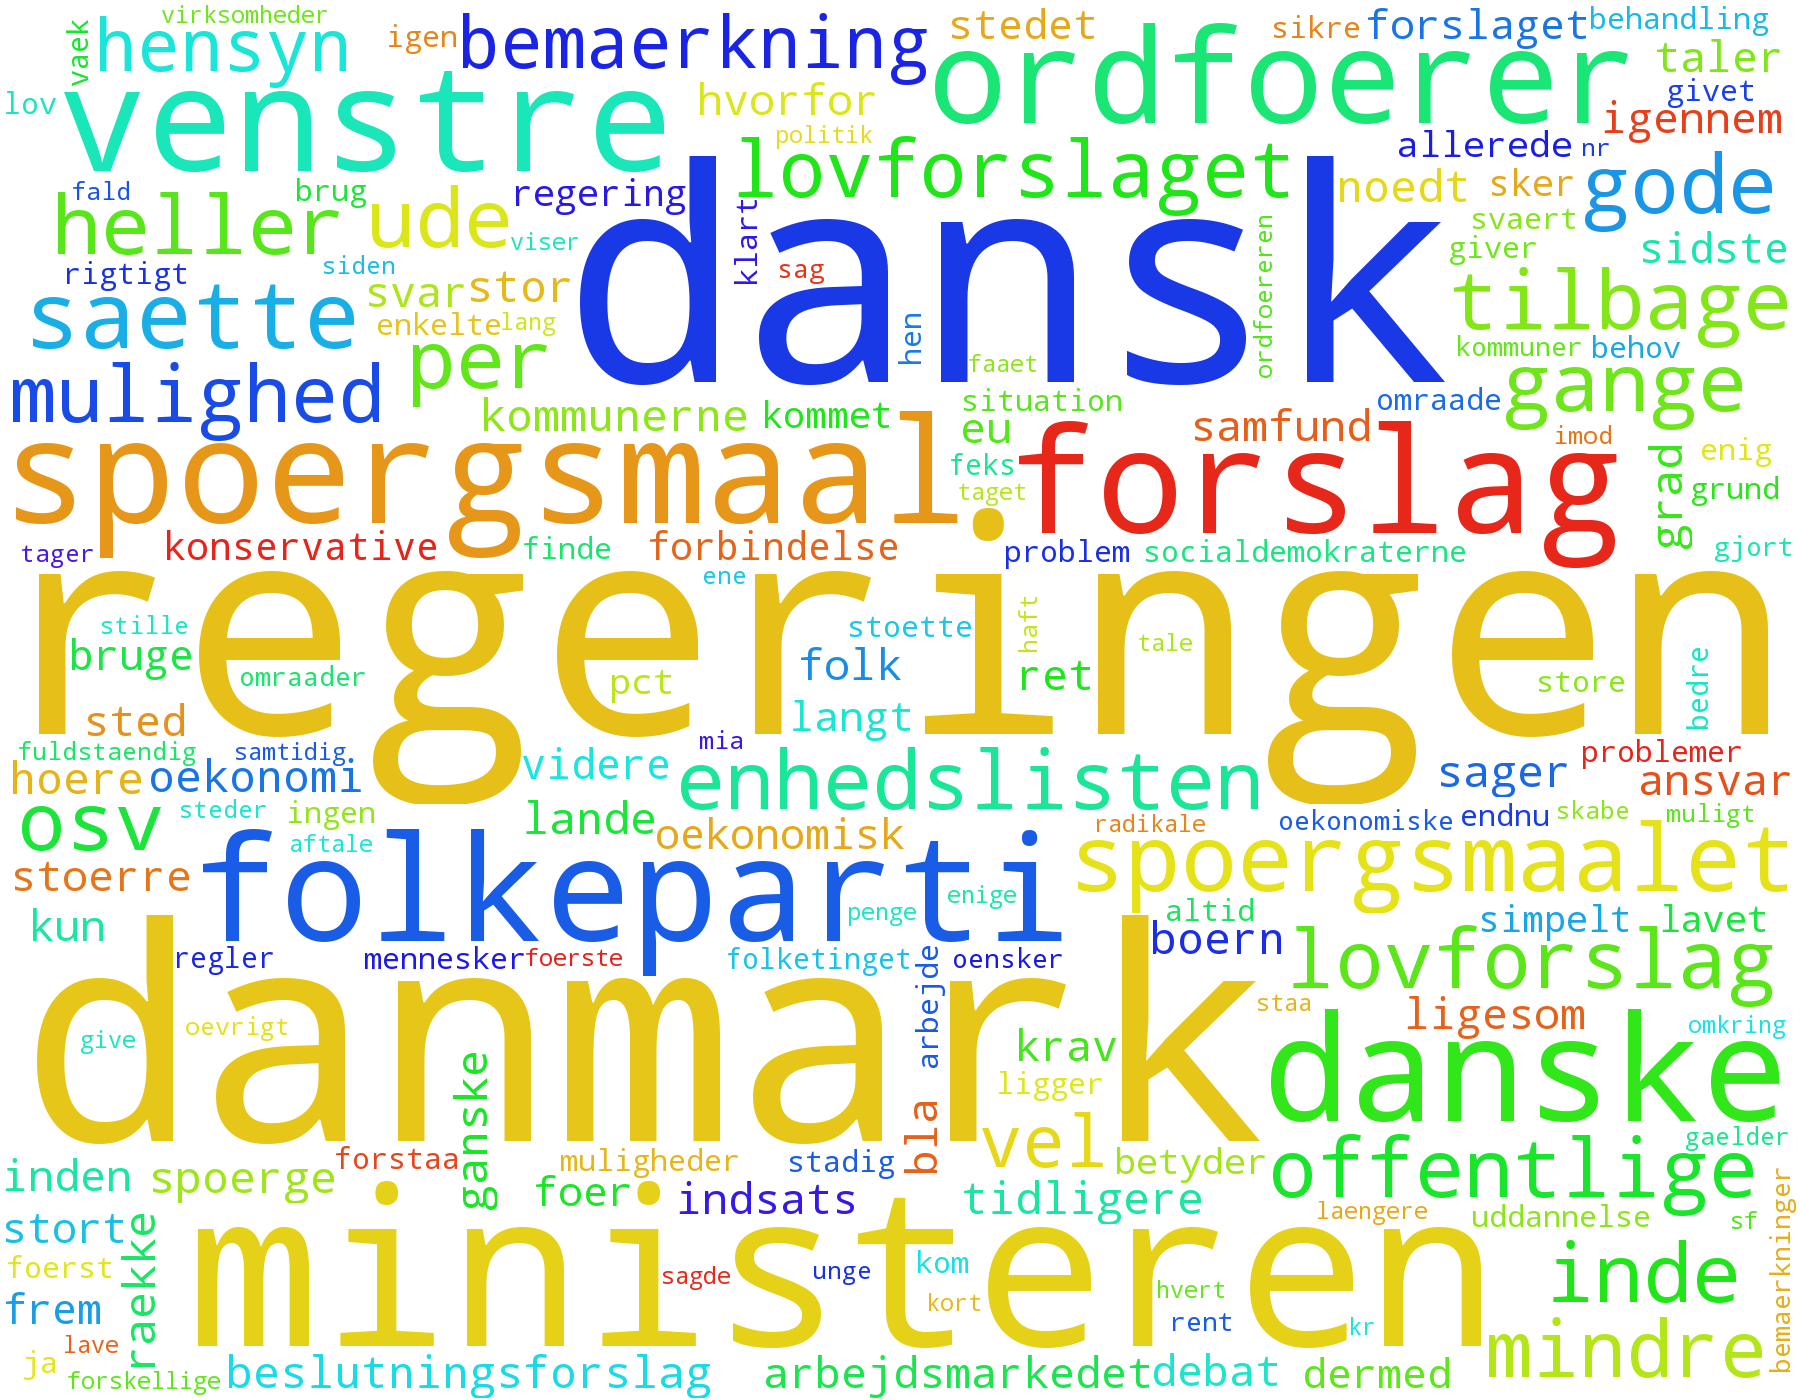 virksomheder
vaek
hensyn
igen
bemaerkning
stedet
ordfoerer
sikre
forslaget
behandling
taler
lov
venstre
hvorfor
givet
igennem
politik
lovforslaget
allerede
nr
fald
brug
regering
heller
ude
viser
klart
dansk
noedt
sker
gode
svaert
giver
sidste
rigtigt
siden
sag
ordfoereren
saette
svar
stor
enkelte
lang
hen
tilbage
per
faaet
kommuner
behov
mulighed
kommunerne
kommet
situation
omraade
gange
eu
samfund
imod
spoergsmaal
feks
forslag
grad
enig
taget
grund
tager
konservative
finde
forbindelse
problem
socialdemokraterne
gjort
ene
regeringen
stille
stoette
haft
tale
bruge
omraader
pct
folk
ret
store
bedre
sted
langt
fuldstaendig
samtidig
mia
problemer
hoere
oekonomi
videre
enhedslisten
sager
ansvar
osv
steder
ingen
lande
oekonomisk
radikale
oekonomiske
endnu
skabe
muligt
aftale
stoerre
folkeparti
spoergsmaalet
kun
penge
enige
altid
simpelt
lavet
regler
mennesker
foerste
folketinget
arbejde
oensker
boern
lovforslag
danmark
staa
ligesom
omkring
give
oevrigt
krav
danske
ganske
ligger
bla
vel
inden
spoerge
forstaa
muligheder
stadig
betyder
offentlige
gaelder
foer
indsats
tidligere
laengere
uddannelse
sf
bemaerkninger
stort
raekke
ministeren
foerst
sagde
unge
kom
hvert
inde
frem
kort
rent
kr
lave
mindre
ja
forskellige
beslutningsforslag
arbejdsmarkedet
debat
dermed